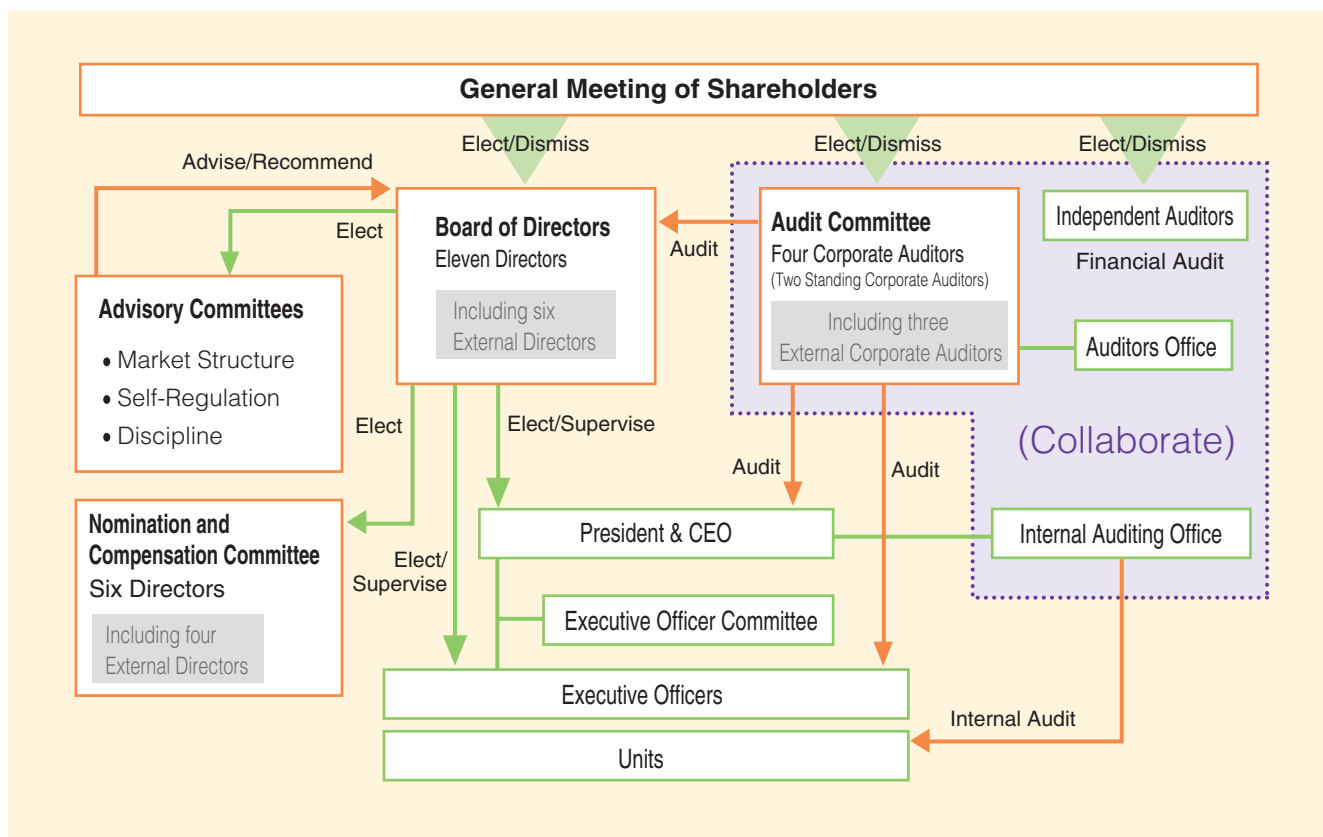 General Meeting of Shareholders
Elect/Dismiss
Elect/Dismiss
Elect/Dismiss
Advise/Recommend
Elect
Board of Directors
Eleven Directors
Including six
External Directors
Audit
Audit Committee
Four Corporate Auditors
(Two Standing Corporate Auditors)
Including three
External Corporate Auditors
Independent Auditors
Financial Audit
Auditors Office
(Collaborate)
Advisory Committees
• Market Structure
• Self-Regulation
• Discipline
Elect
Elect/Supervise
Audit
Audit
Nomination and
Compensation Committee
Six Directors
Including four
External Directors
Elect/
Supervise
President & CEO
Internal Auditing Office
Executive Officer Committee
Executive Officers
Internal Audit
Units